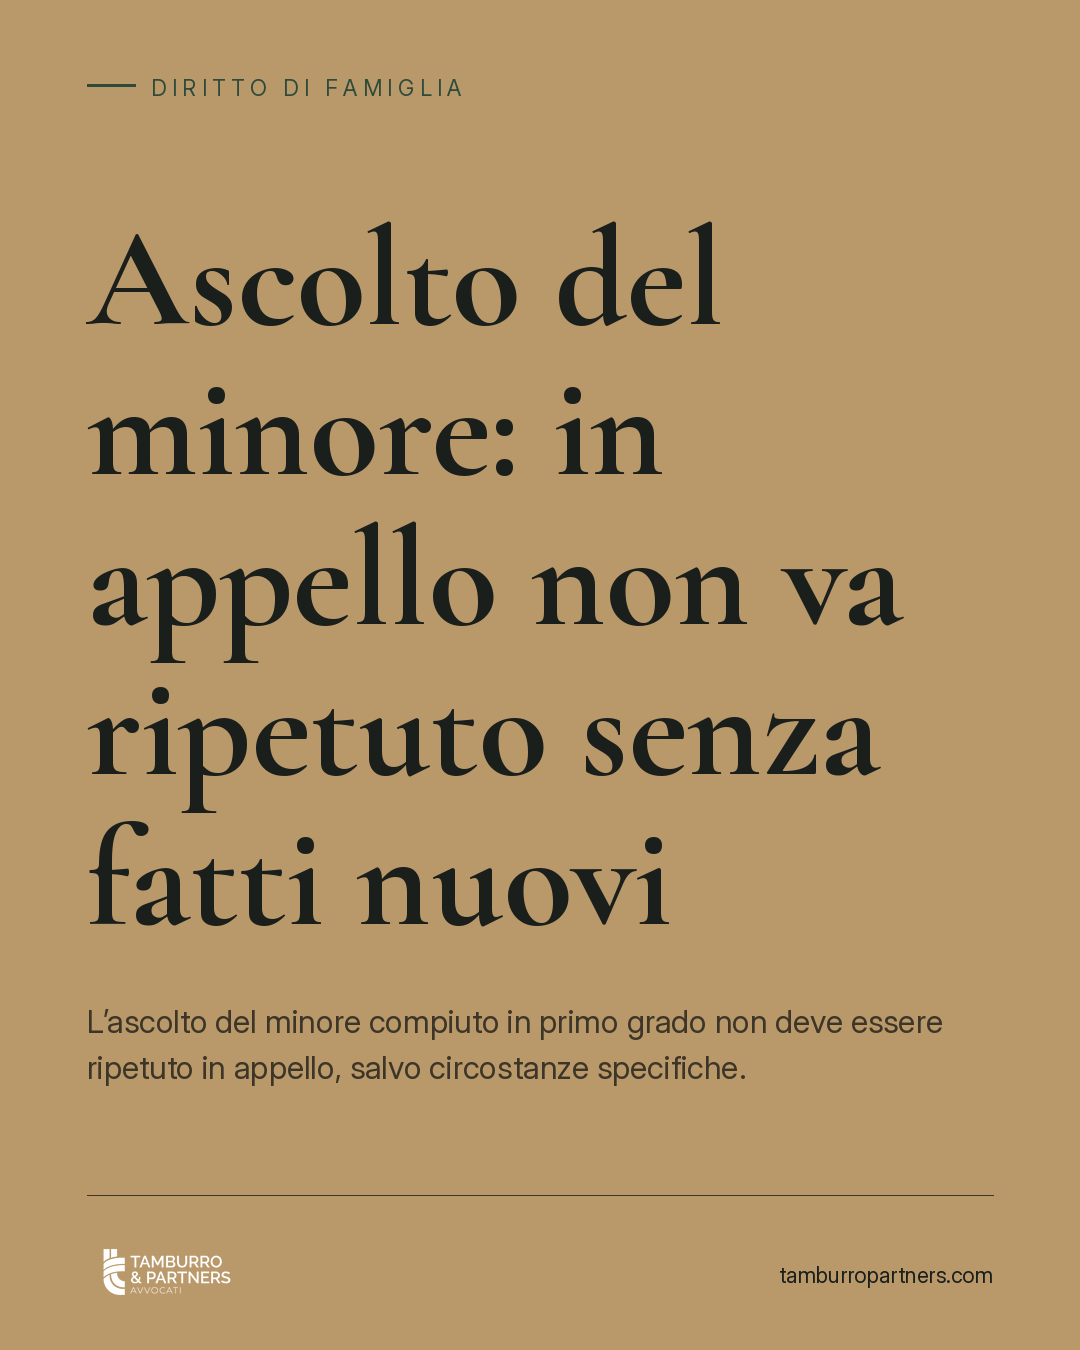 DIRITTO DI FAMIGLIA
Ascolto del
minore: in
appello non va
ripetuto senza
fatti nuovi
L’ascolto del minore compiuto in primo grado non deve essere
ripetuto in appello, salvo circostanze specifiche.
TAMBURRO
& PARTNERS
AVVOCATI
tamburropartners.com